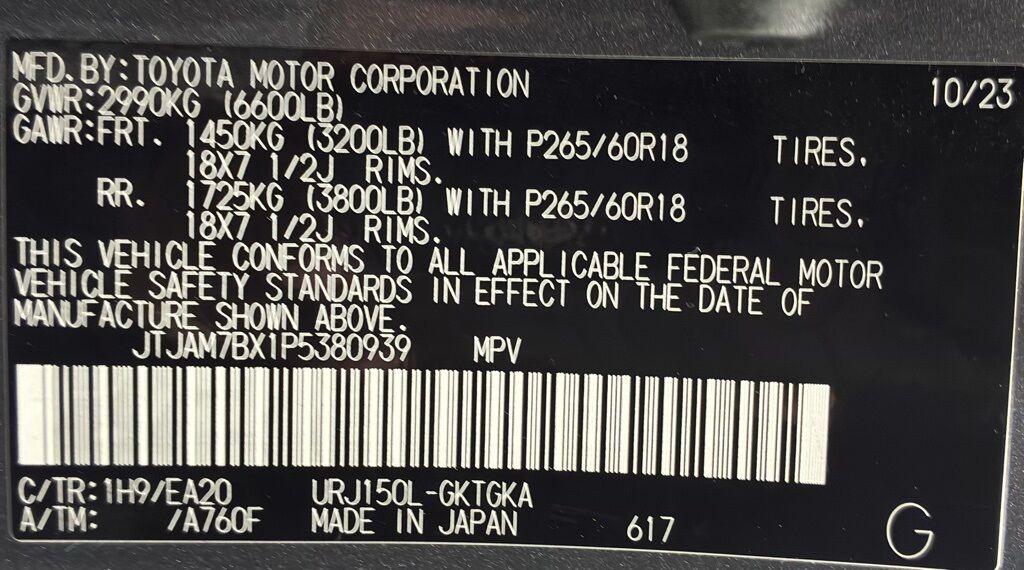 MFD. BY: TOYOTA MOTOR CORPORATION 10/23
GVWR: 2990KG (6600LB)
GAWR: FRT. 1450KG (3200LB) WITH P265/60R18 TIRES.
18X7 1/2J RIMS.
RR. 1725KG (3800LB) WITH P265/60R18 TIRES.
18X7 1/2J RIMS.
THIS VEHICLE CONFORMS TO ALL APPLICABLE FEDERAL MOTOR
VEHICLE SAFETY STANDARDS IN EFFECT ON THE DATE OF
MANUFACTURE SHOWN ABOVE.
JTJAM7BX1P5380939 MPV
C/TR: 1H9/EA20 URJ150L-GKTGKA
A/TM: /A760F MADE IN JAPAN 617 G